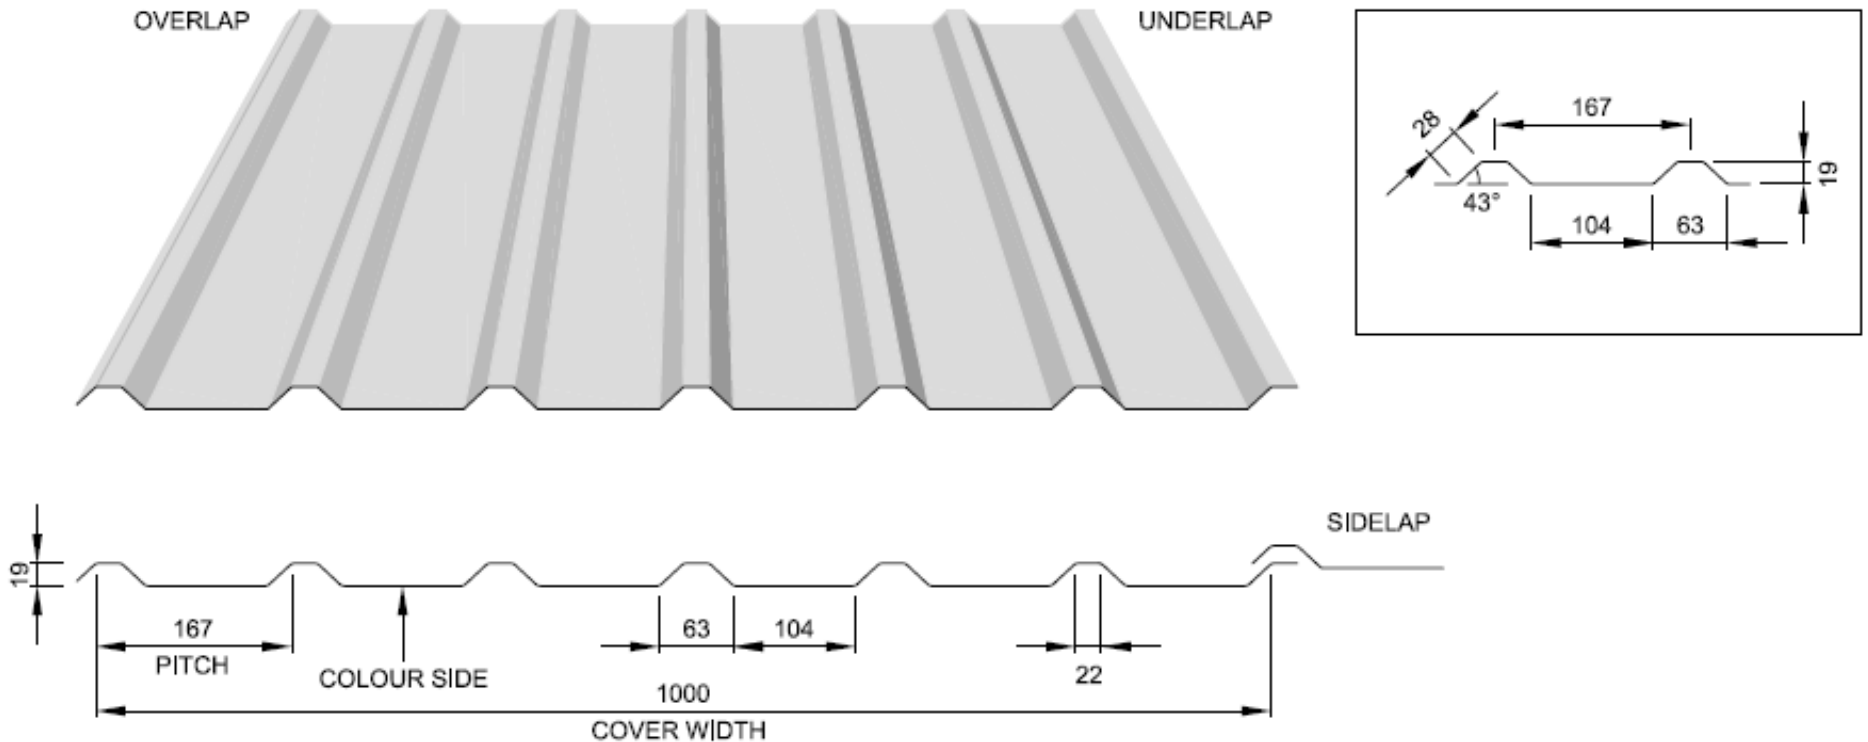 OVERLAP
UNDERLAP
28
167
19
43°
104
63
SIDELAP
19
167
PITCH
COLOUR SIDE
63
104
22
1000
COVER WIDTH